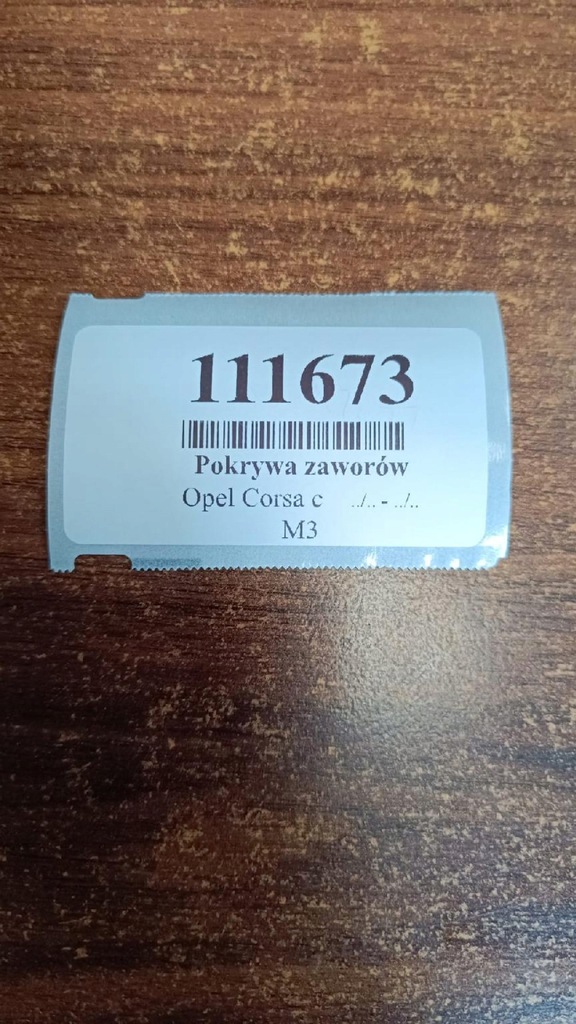 111673
Pokrywa zaworów
Opel Corsa c ../.. - ../..
M3